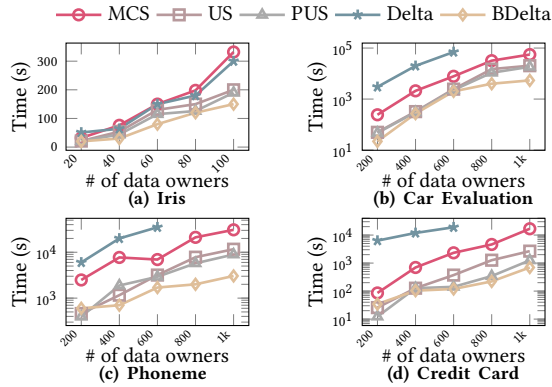 MCS US PUS Delta BDelta
300
200
100
0
Time (s)
20 40 60 80 100
# of data owners
(a) Iris
10^5
10^3
10^1
Time (s)
200 400 600 800 1k
# of data owners
(b) Car Evaluation
10^4
10^3
Time (s)
200 400 600 800 1k
# of data owners
(c) Phoneme
10^4
10^3
10^2
10^1
Time (s)
200 400 600 800 1k
# of data owners
(d) Credit Card